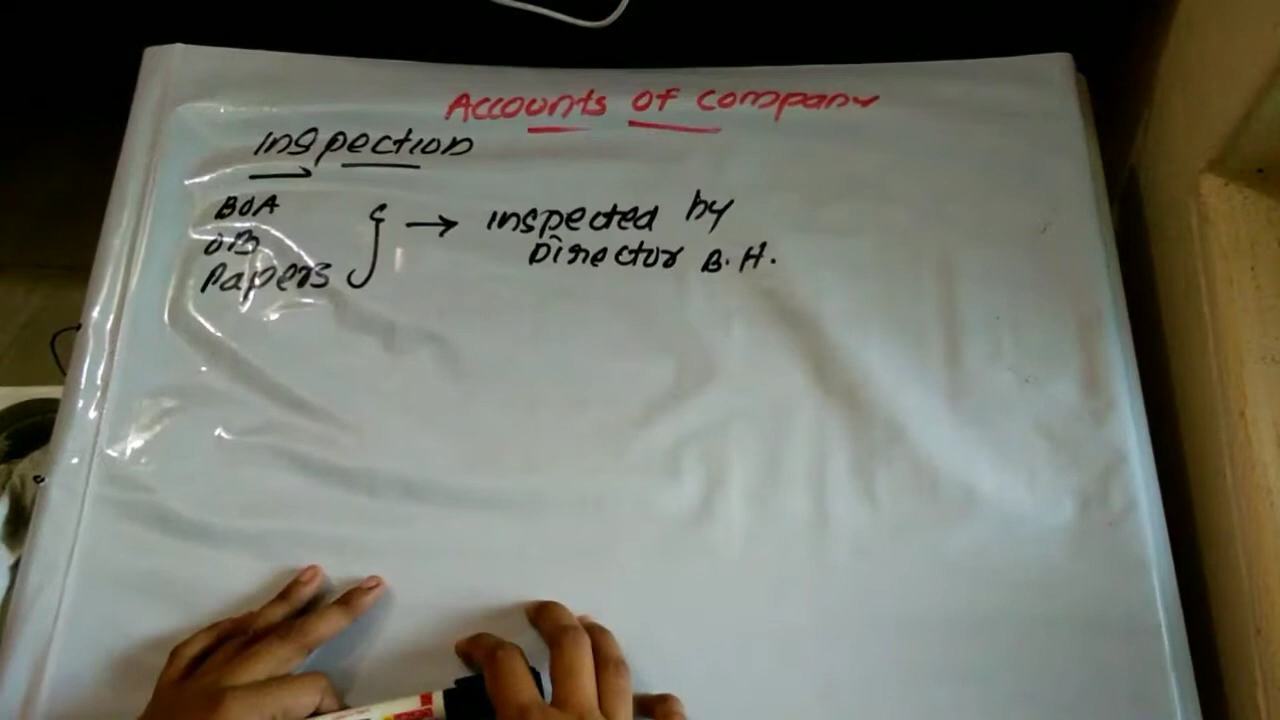 Accounts of company
Inspection
BOA
OB
Papers
→ inspected by
Director B.H.